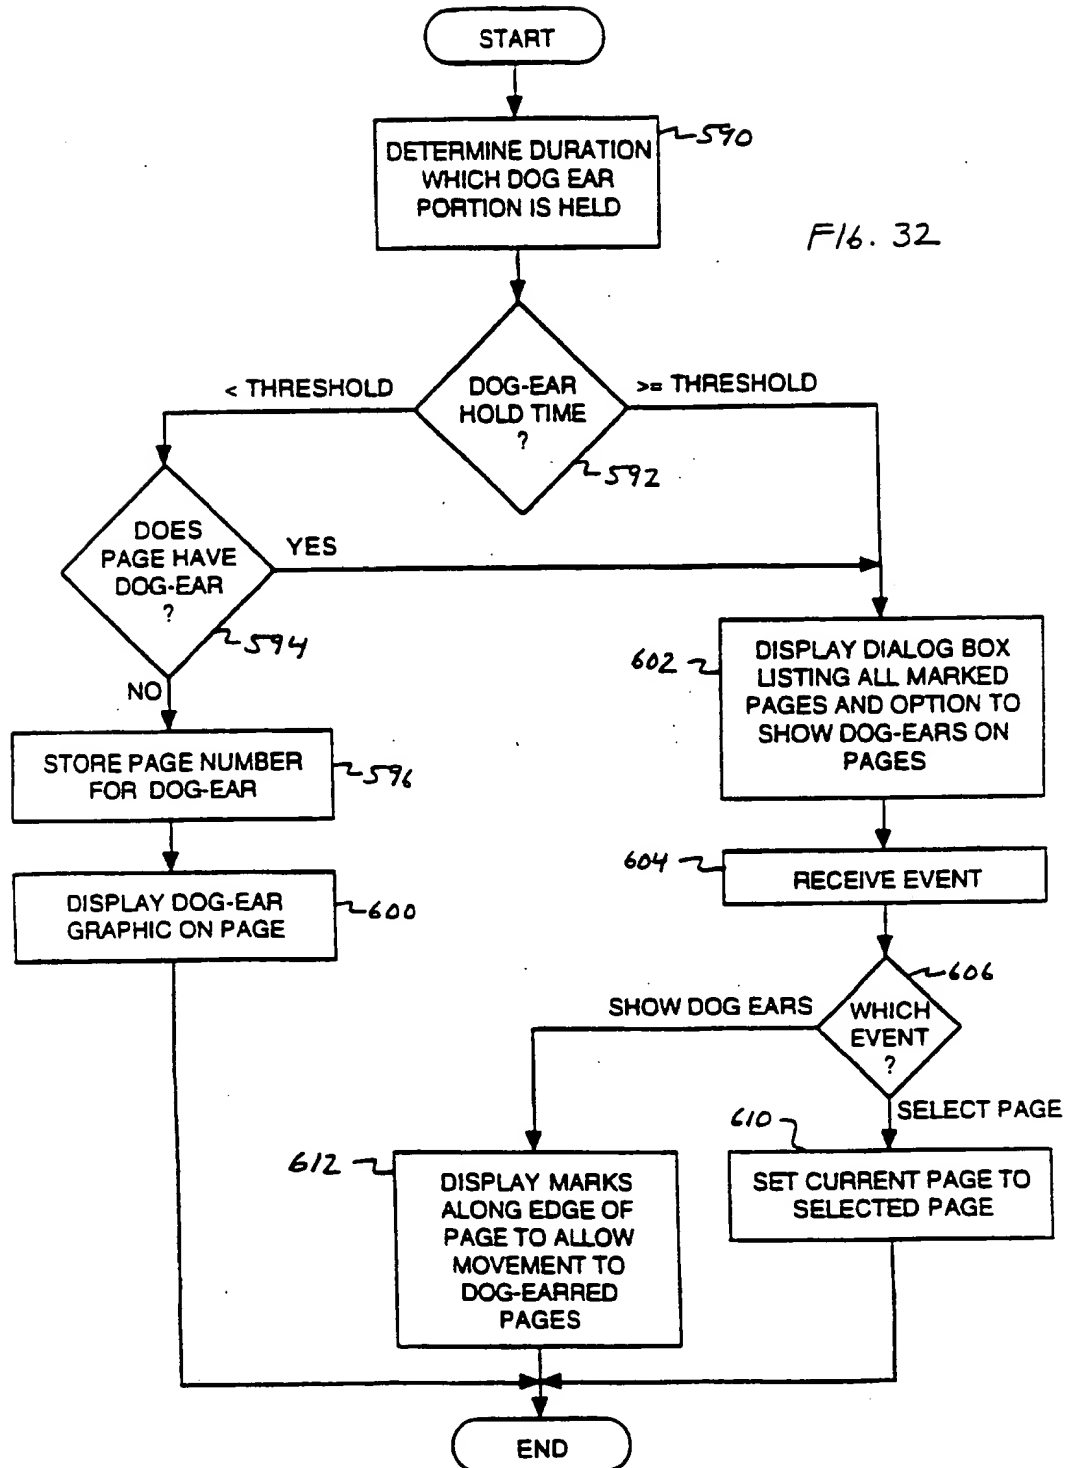 START
DETERMINE DURATION
WHICH DOG EAR
PORTION IS HELD
590
FIG. 32
DOG-EAR
HOLD TIME
?
592
< THRESHOLD
>= THRESHOLD
DOES
PAGE HAVE
DOG-EAR
?
594
YES
NO
STORE PAGE NUMBER
FOR DOG-EAR
596
DISPLAY DOG-EAR
GRAPHIC ON PAGE
600
602
DISPLAY DIALOG BOX
LISTING ALL MARKED
PAGES AND OPTION TO
SHOW DOG-EARS ON
PAGES
604
RECEIVE EVENT
606
WHICH
EVENT
?
SHOW DOG EARS
SELECT PAGE
612
DISPLAY MARKS
ALONG EDGE OF
PAGE TO ALLOW
MOVEMENT TO
DOG-EARRED
PAGES
610
SET CURRENT PAGE TO
SELECTED PAGE
END